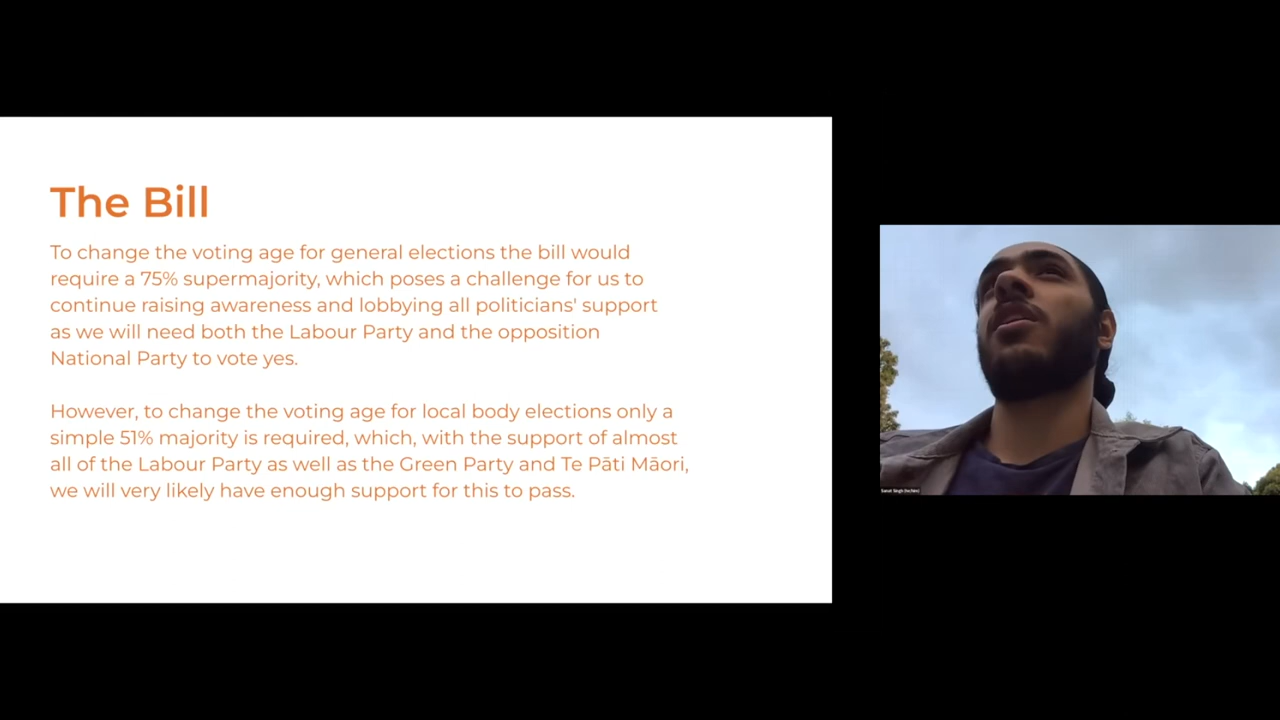 The Bill
To change the voting age for general elections the bill would
require a 75% supermajority, which poses a challenge for us to
continue raising awareness and lobbying all politicians' support
as we will need both the Labour Party and the opposition
National Party to vote yes.
However, to change the voting age for local body elections only a
simple 51% majority is required, which, with the support of almost
all of the Labour Party as well as the Green Party and Te Pāti Māori,
we will very likely have enough support for this to pass.